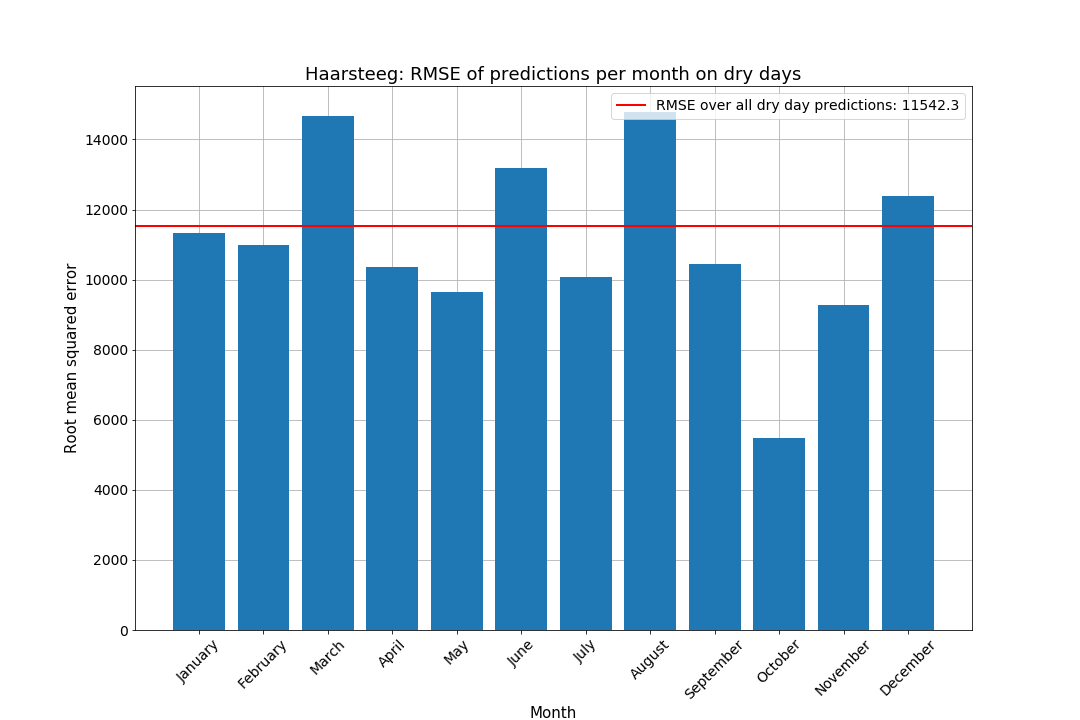 Haarsteeg: RMSE of predictions per month on dry days
RMSE over all dry day predictions: 11542.3
Root mean squared error
14000
12000
10000
8000
6000
4000
2000
0
January
February
March
April
May
June
July
August
September
October
November
December
Month